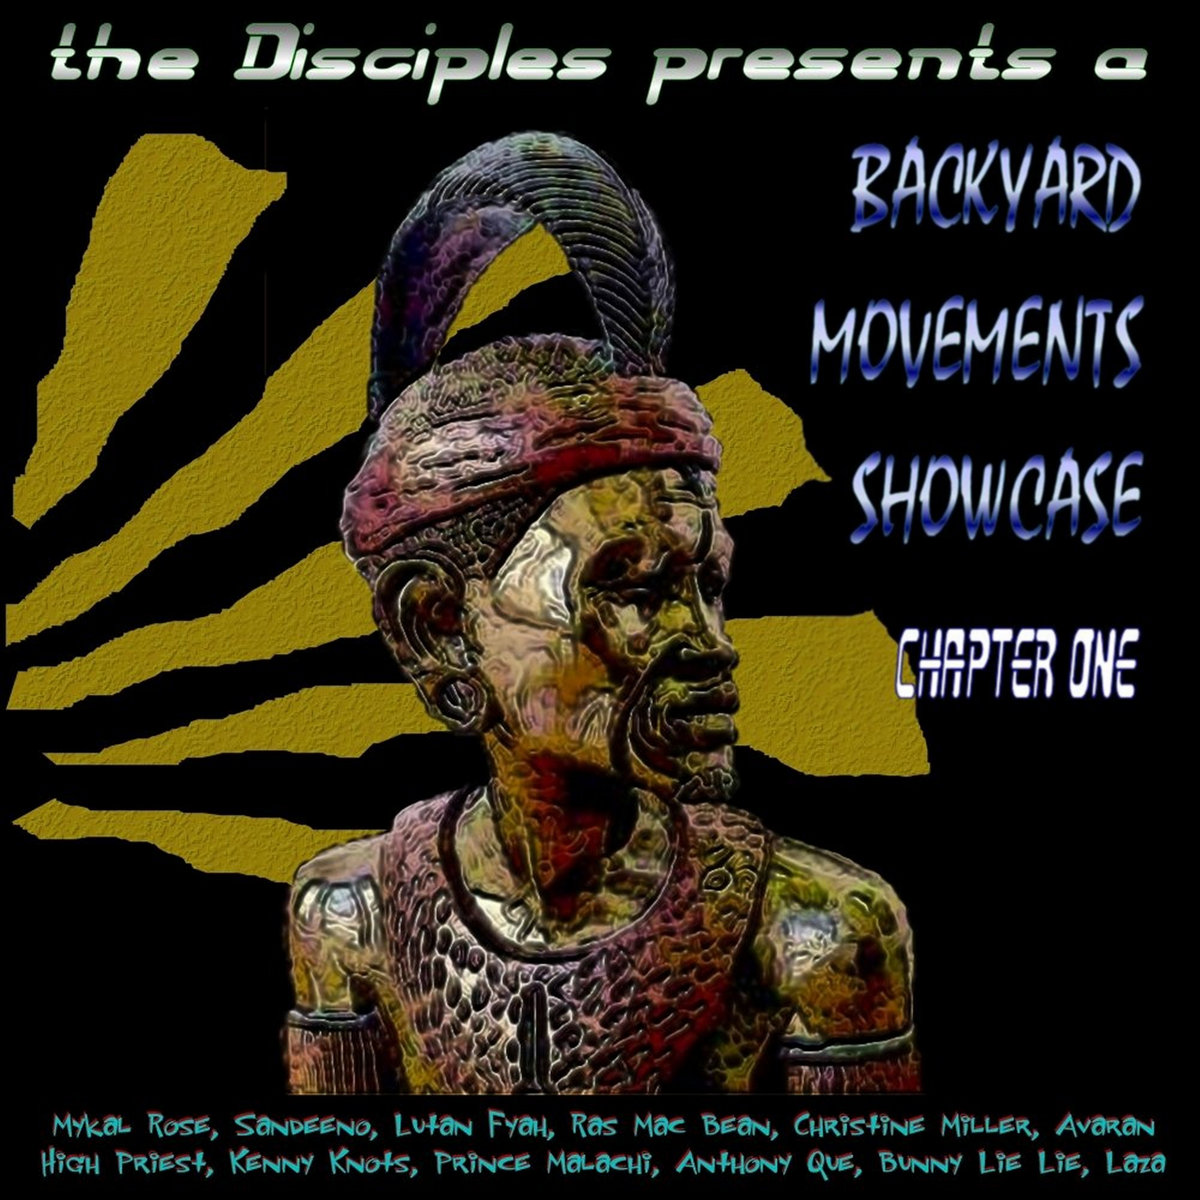 the Disciples presents a
BACKYARD
MOVEMENTS
SHOWCASE
CHAPTER ONE
Mykal Rose, Sandeeno, Lutan Fyah, Ras Mac Bean, Christine Miller, Avaran
High Priest, Kenny Knots, Prince Malachi, Anthony Que, Bunny Lie Lie, Laza